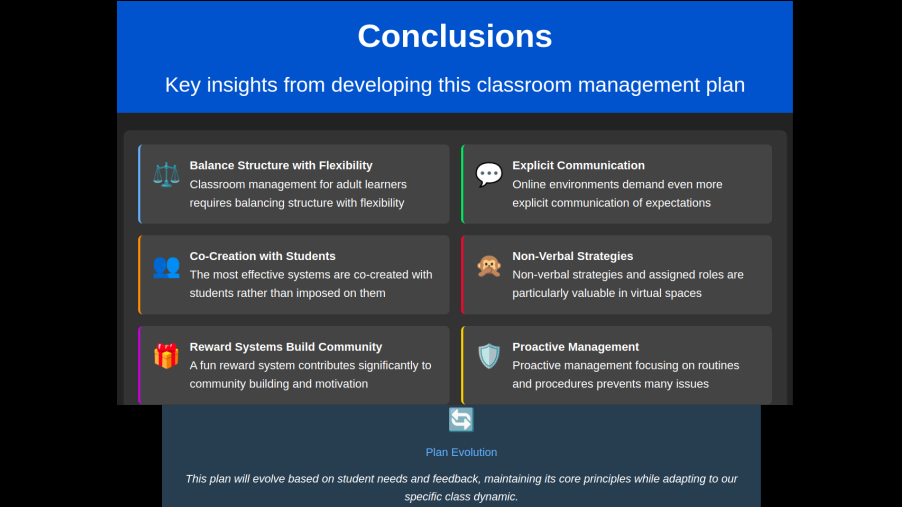 Conclusions
Key insights from developing this classroom management plan
Balance Structure with Flexibility
Classroom management for adult learners
requires balancing structure with flexibility
Explicit Communication
Online environments demand even more
explicit communication of expectations
Co-Creation with Students
The most effective systems are co-created with
students rather than imposed on them
Non-Verbal Strategies
Non-verbal strategies and assigned roles are
particularly valuable in virtual spaces
Reward Systems Build Community
A fun reward system contributes significantly to
community building and motivation
Proactive Management
Proactive management focusing on routines
and procedures prevents many issues
Plan Evolution
This plan will evolve based on student needs and feedback, maintaining its core principles while adapting to our
specific class dynamic.